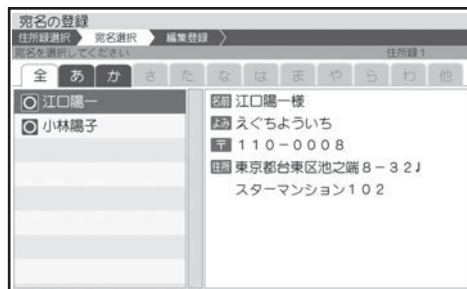 宛名の登録
住所録選択 宛名選択 編集登録
宛名を選択してください 住所録1
全 あ か さ た な は ま や ら わ 他
江口陽一
小林陽子
名前 江口陽一様
よみ えぐちよういち
〒 110-0008
住所 東京都台東区池之端8-32J
スターマンション102